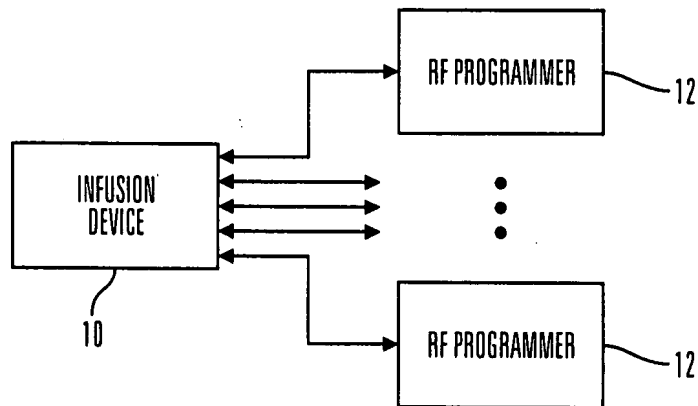 RF PROGRAMMER
12
INFUSION
DEVICE
10
RF PROGRAMMER
12